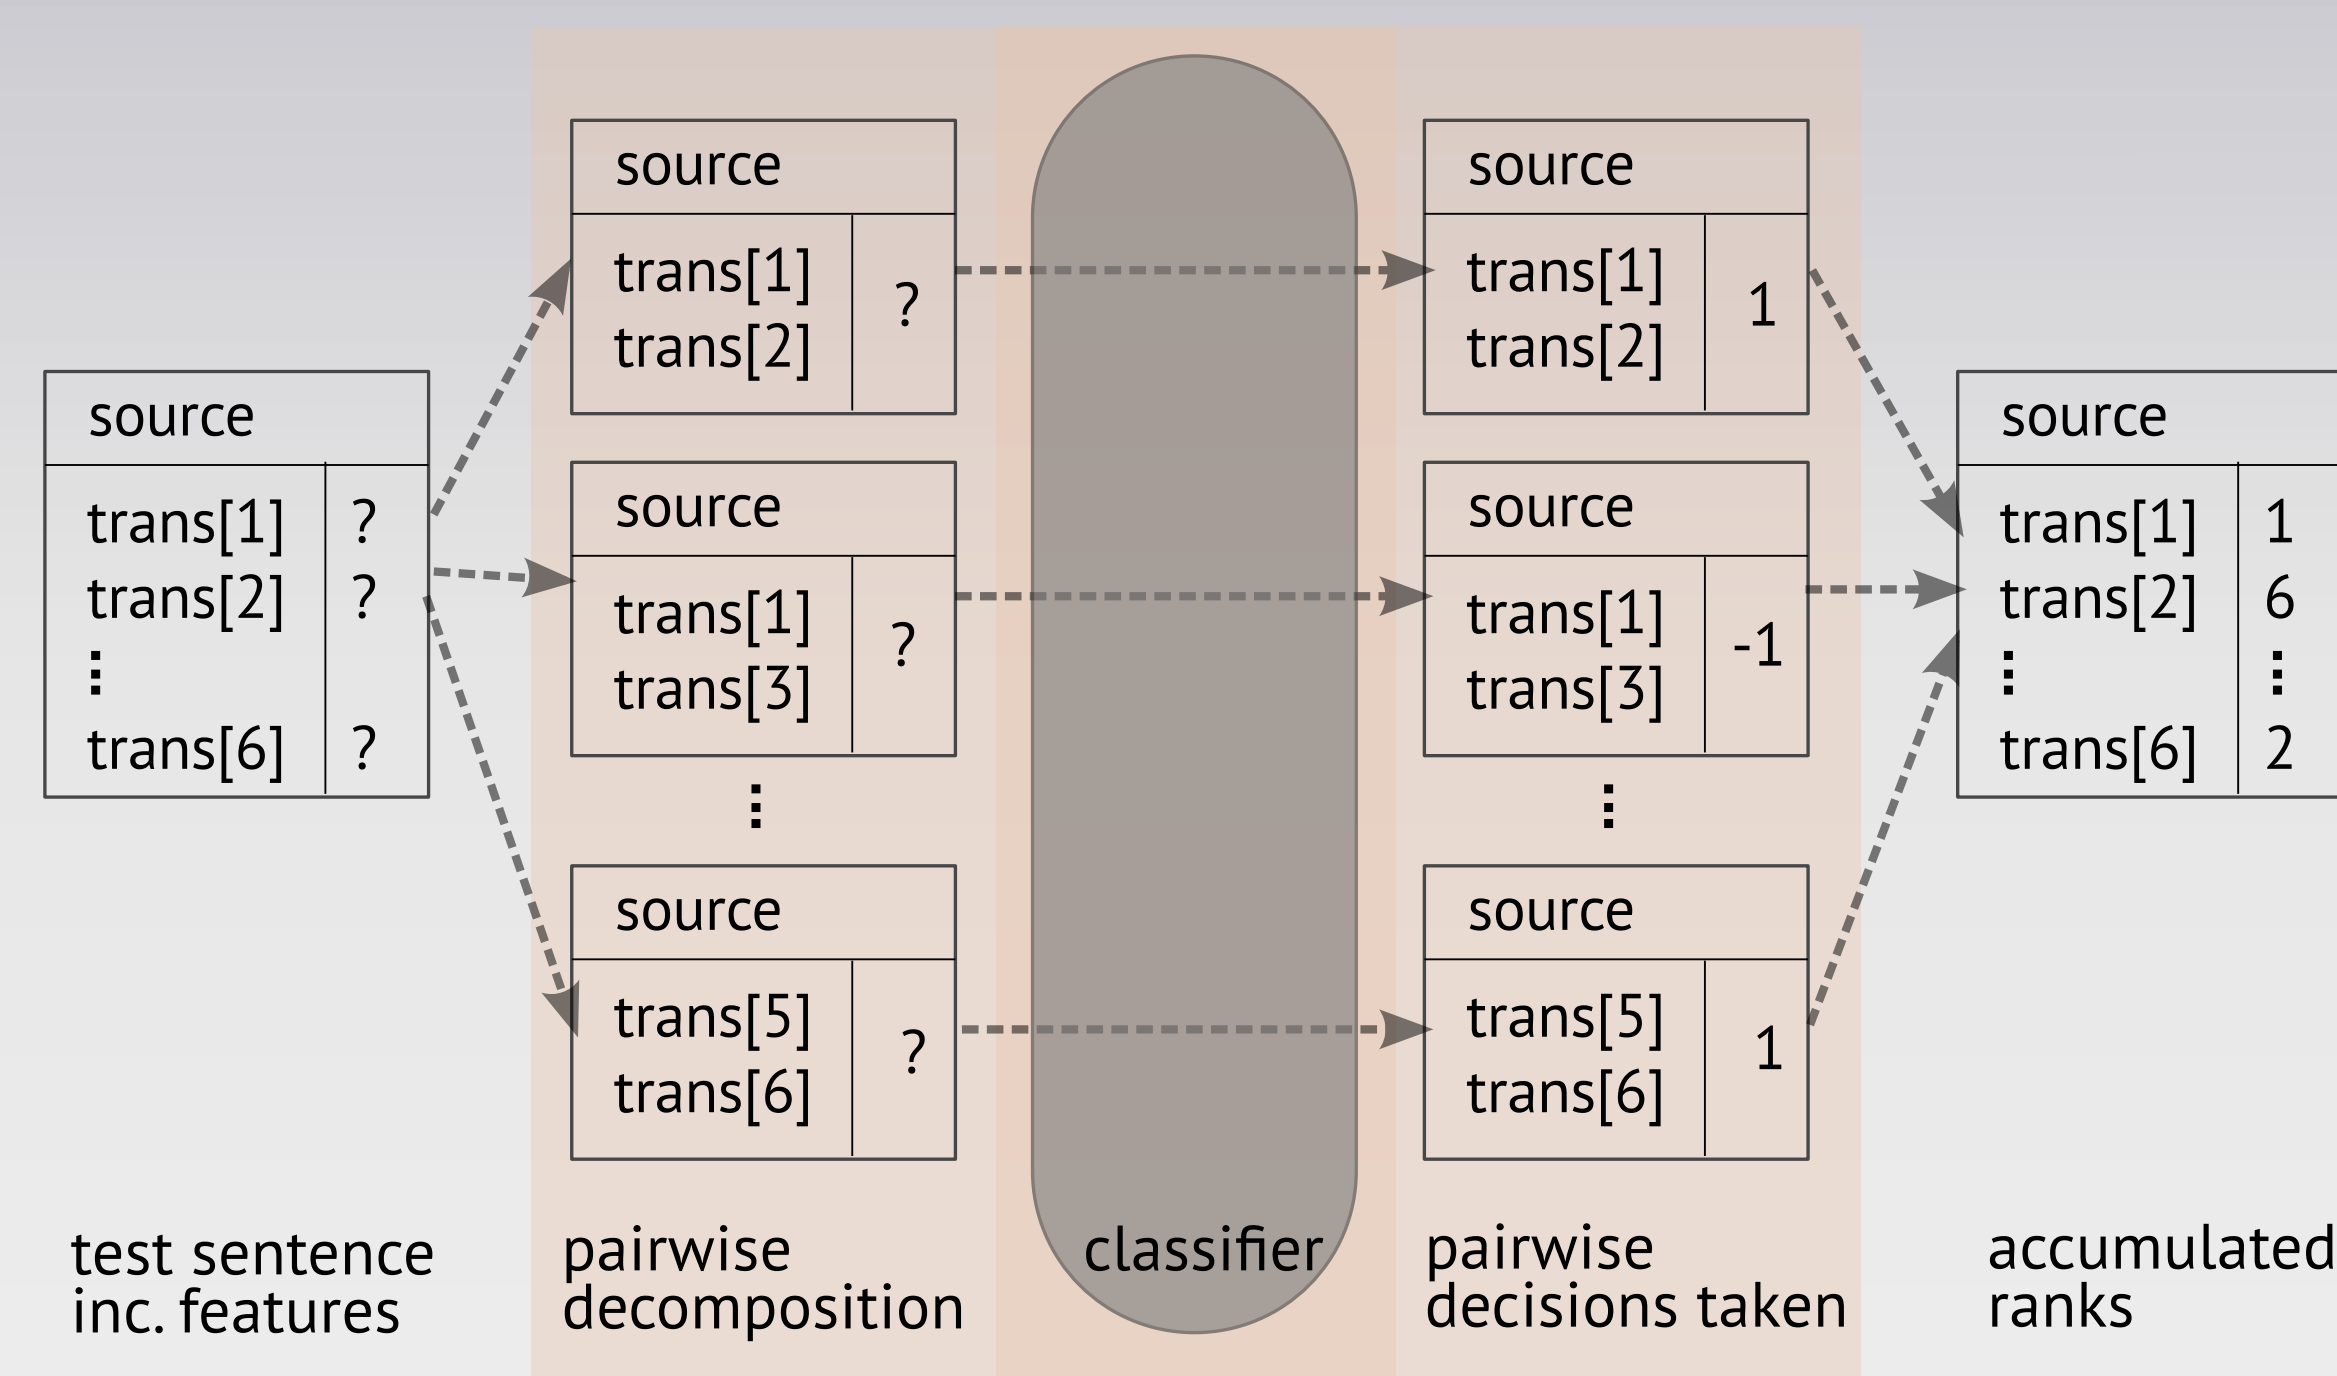 source
trans[1] ?
trans[2] ?
⋮
trans[6] ?
test sentence
inc. features
source
trans[1]
?
trans[2]
source
trans[1]
?
trans[3]
⋮
source
trans[5]
?
trans[6]
pairwise
decomposition
classifier
source
trans[1]
1
trans[2]
source
trans[1]
-1
trans[3]
⋮
source
trans[5]
1
trans[6]
pairwise
decisions taken
source
trans[1] 1
trans[2] 6
⋮ ⋮
trans[6] 2
accumulated
ranks